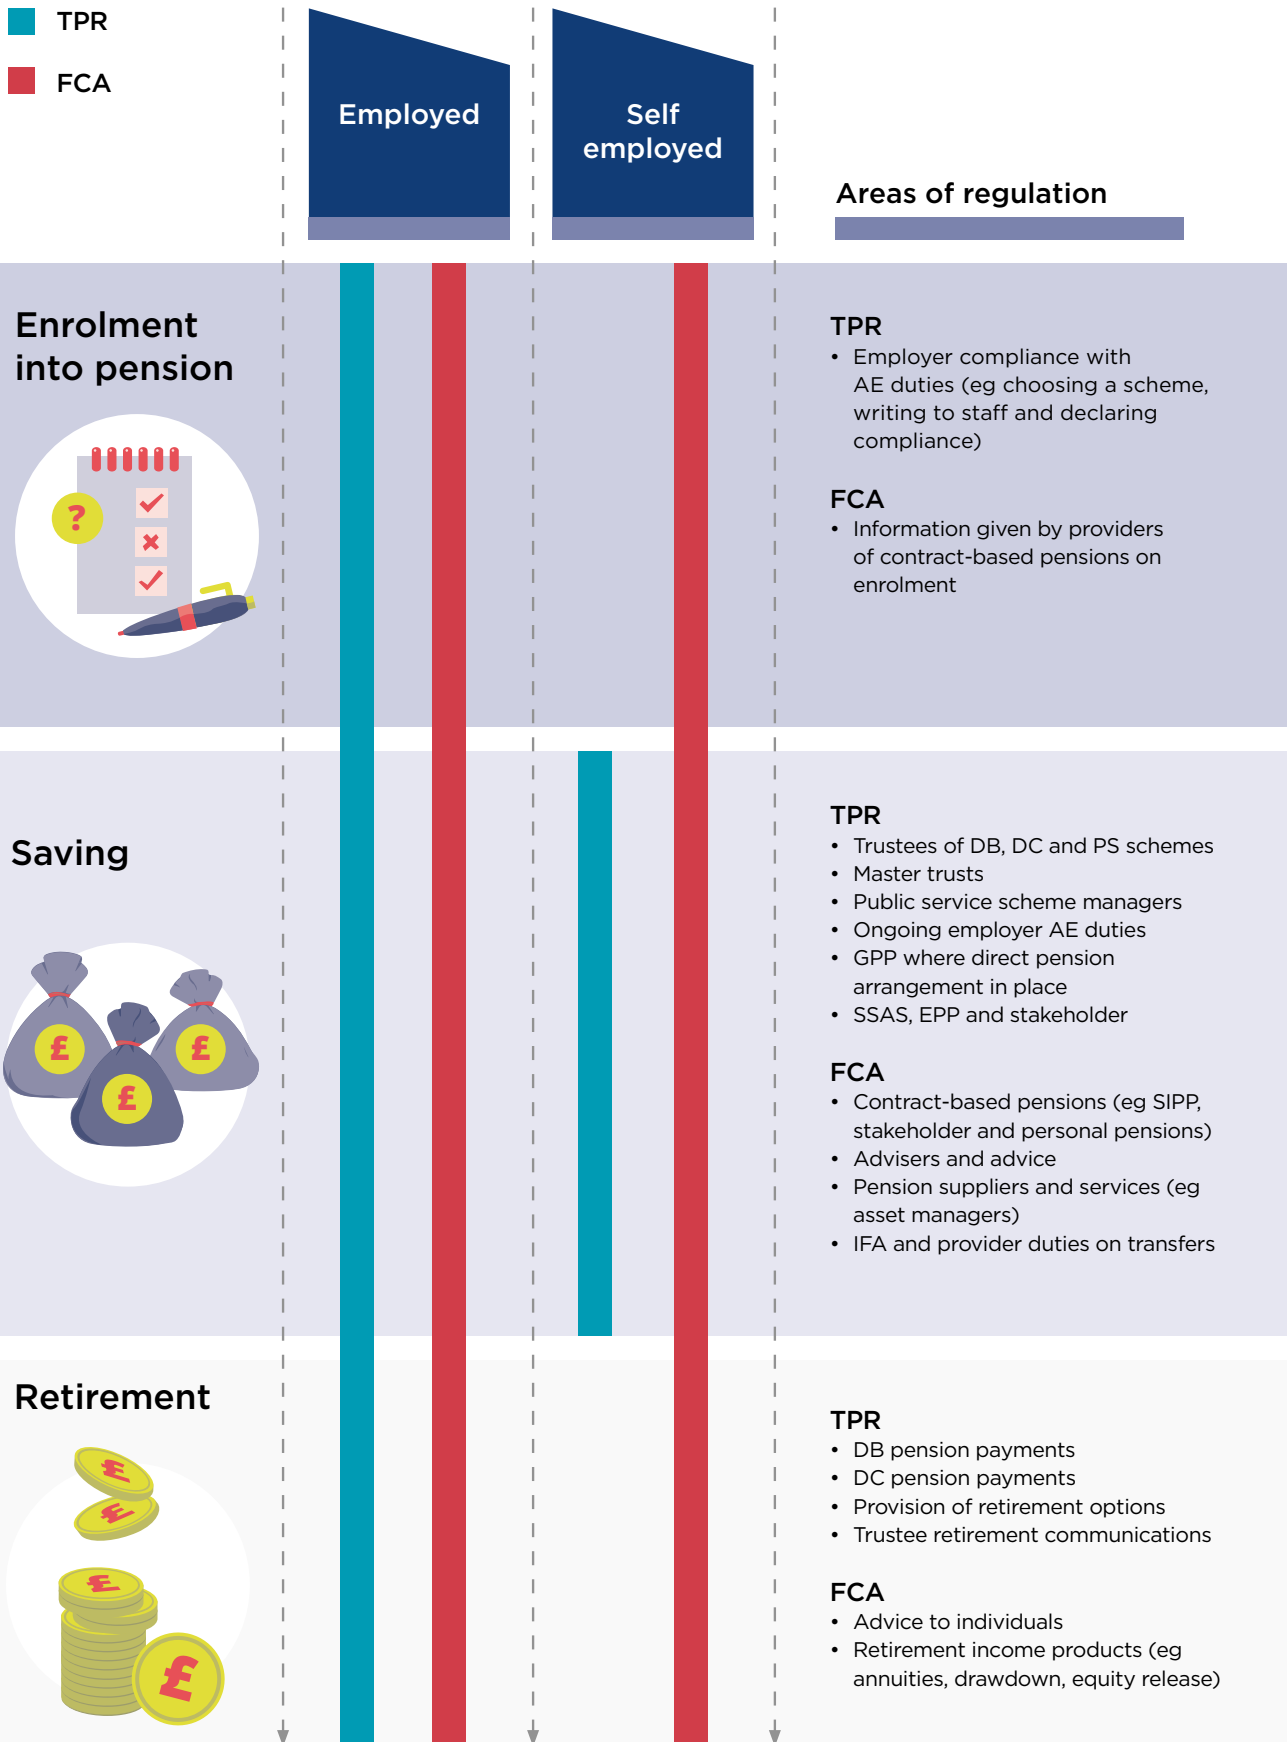 TPR
FCA
Employed
Self
employed
Areas of regulation
Enrolment
into pension
?
TPR
• Employer compliance with
AE duties (eg choosing a scheme,
writing to staff and declaring
compliance)
FCA
• Information given by providers
of contract-based pensions on
enrolment
Saving
£
£
£
TPR
• Trustees of DB, DC and PS schemes
• Master trusts
• Public service scheme managers
• Ongoing employer AE duties
• GPP where direct pension
arrangement in place
• SSAS, EPP and stakeholder
FCA
• Contract-based pensions (eg SIPP,
stakeholder and personal pensions)
• Advisers and advice
• Pension suppliers and services (eg
asset managers)
• IFA and provider duties on transfers
Retirement
£
£
£
£
TPR
• DB pension payments
• DC pension payments
• Provision of retirement options
• Trustee retirement communications
FCA
• Advice to individuals
• Retirement income products (eg
annuities, drawdown, equity release)